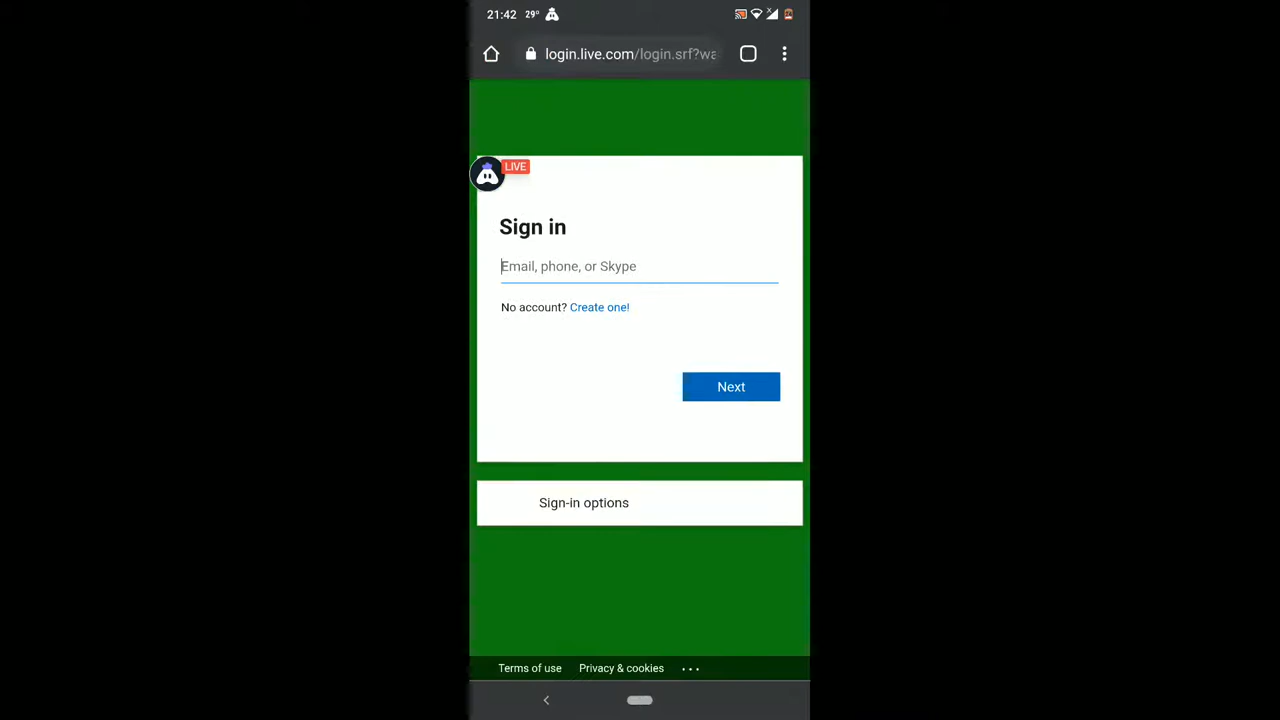 21:42 29°
login.live.com/login.srf?wa
LIVE
Sign in
Email, phone, or Skype
No account? Create one!
Next
Sign-in options
Terms of use Privacy & cookies ...